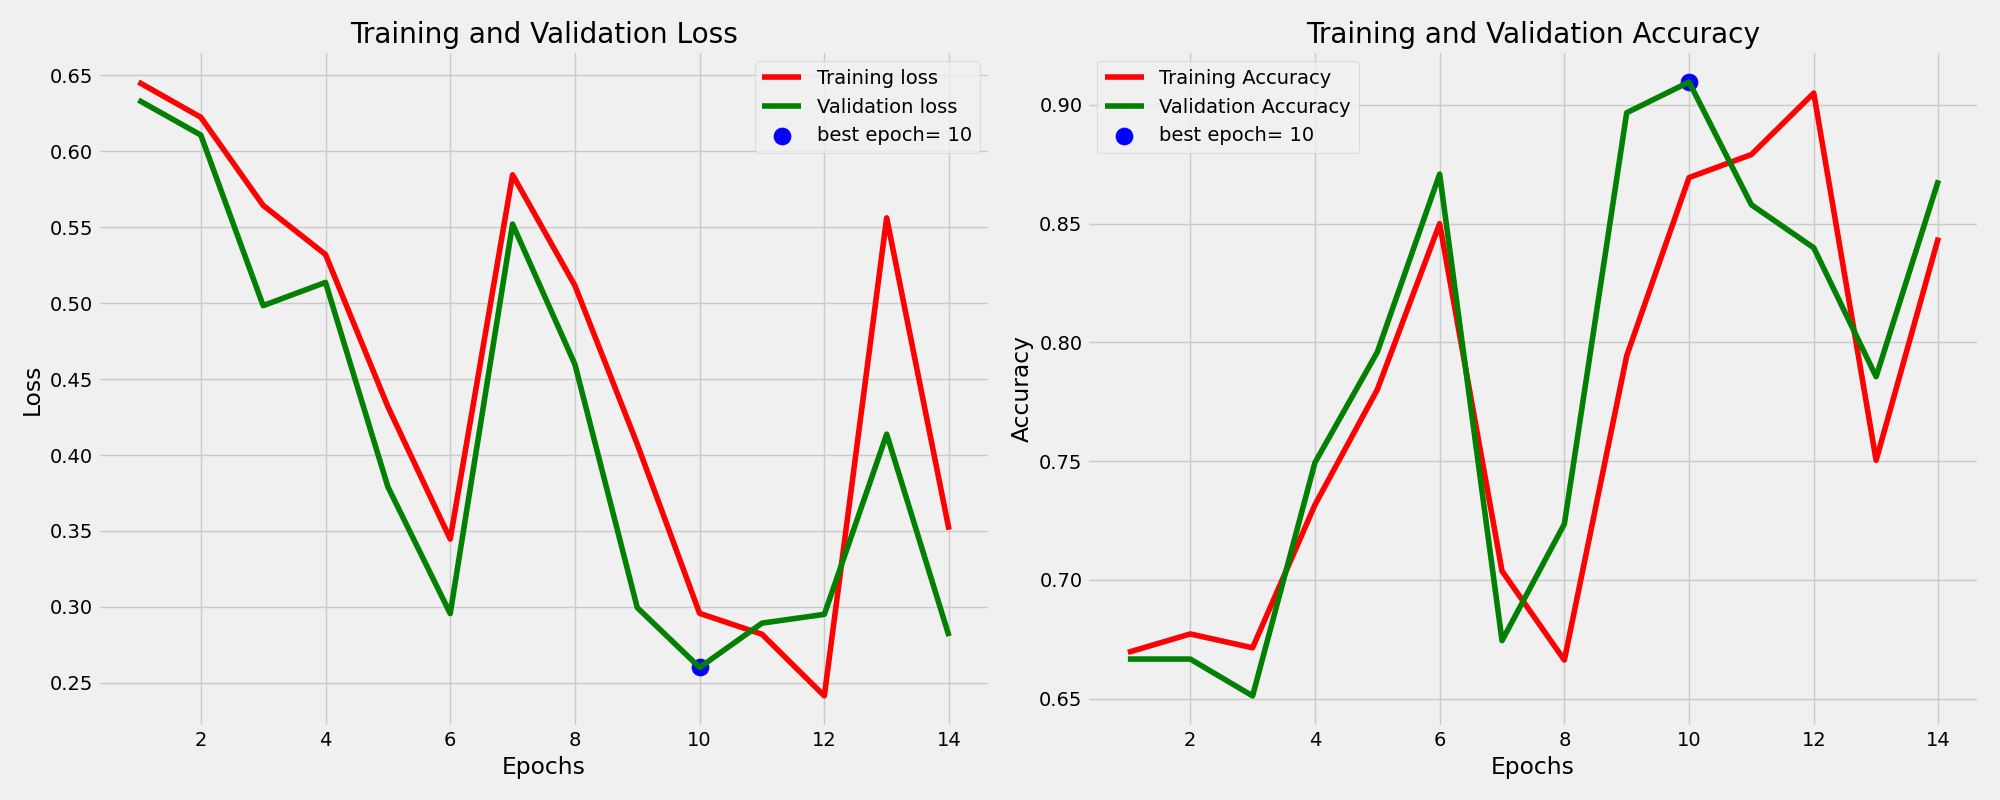 Training and Validation Loss
Training loss
Validation loss
best epoch= 10
0.65
0.60
0.55
0.50
0.45
0.40
0.35
0.30
0.25
Loss
2 4 6 8 10 12 14
Epochs
Training and Validation Accuracy
Training Accuracy
Validation Accuracy
best epoch= 10
0.90
0.85
0.80
0.75
0.70
0.65
Accuracy
2 4 6 8 10 12 14
Epochs